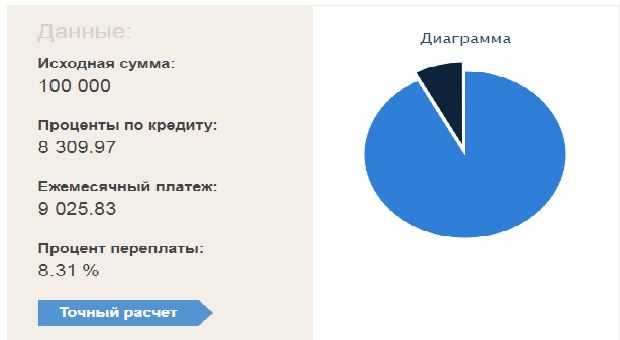 Данные:
Исходная сумма:
100 000
Проценты по кредиту:
8 309.97
Ежемесячный платеж:
9 025.83
Процент переплаты:
8.31 %
Точный расчет
Диаграмма